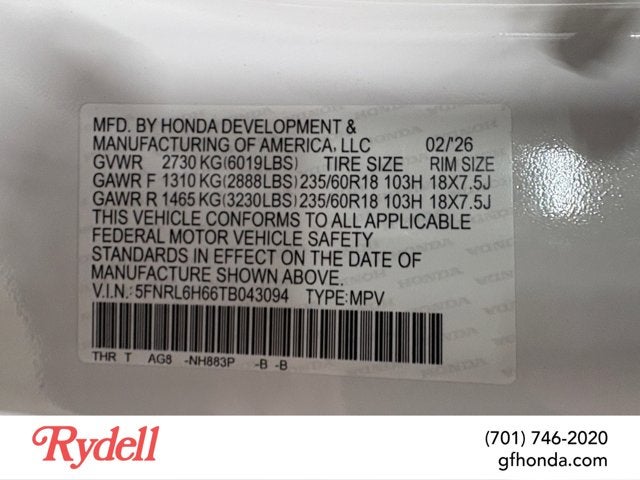 MFD. BY HONDA DEVELOPMENT &
MANUFACTURING OF AMERICA, LLC 02/'26
GVWR 2730 KG(6019LBS) TIRE SIZE RIM SIZE
GAWR F 1310 KG(2888LBS) 235/60R18 103H 18X7.5J
GAWR R 1465 KG(3230LBS) 235/60R18 103H 18X7.5J
THIS VEHICLE CONFORMS TO ALL APPLICABLE
FEDERAL MOTOR VEHICLE SAFETY
STANDARDS IN EFFECT ON THE DATE OF
MANUFACTURE SHOWN ABOVE.
V.I.N.: 5FNRL6H66TB043094 TYPE:MPV
THR T AG8 -NH883P -B -B
Rydell
(701) 746-2020
gfhonda.com